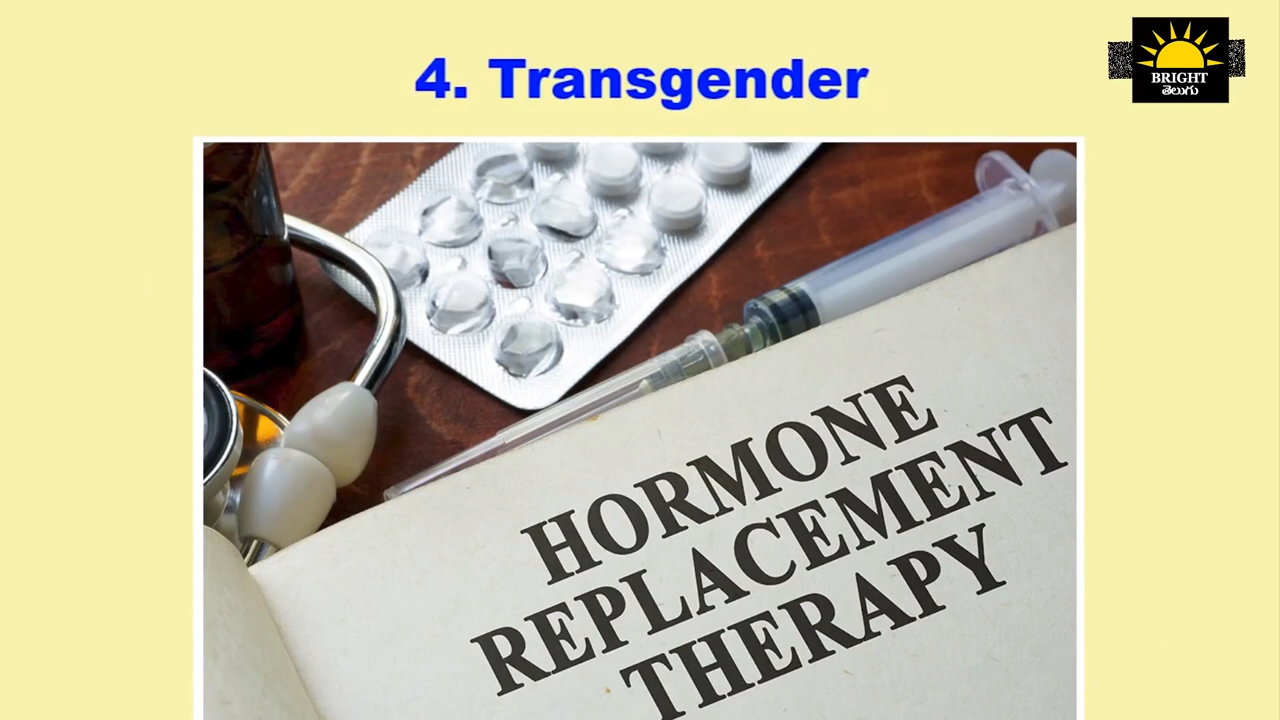 4. Transgender
BRIGHT
తెలుగు
HORMONE
REPLACEMENT
THERAPY